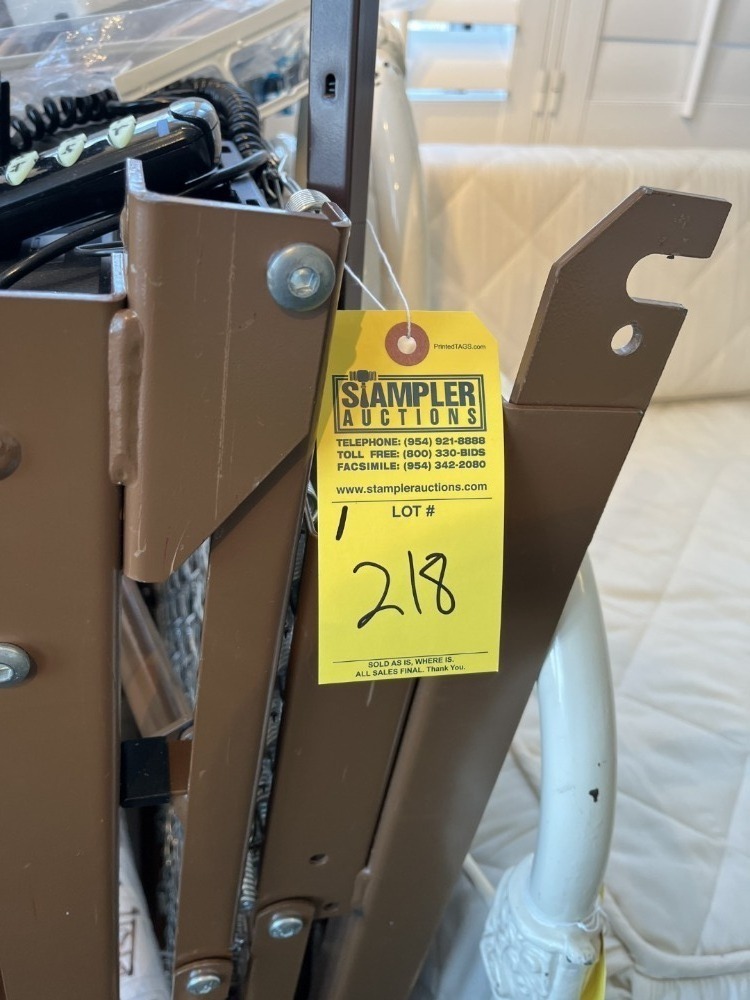 PrintedTAGS.com
STAMPLER
AUCTIONS
TELEPHONE: (954) 921-8888
TOLL FREE: (800) 330-BIDS
FACSIMILE: (954) 342-2080
www.stamplerauctions.com
LOT #
1
218
SOLD AS IS, WHERE IS.
ALL SALES FINAL. Thank You.